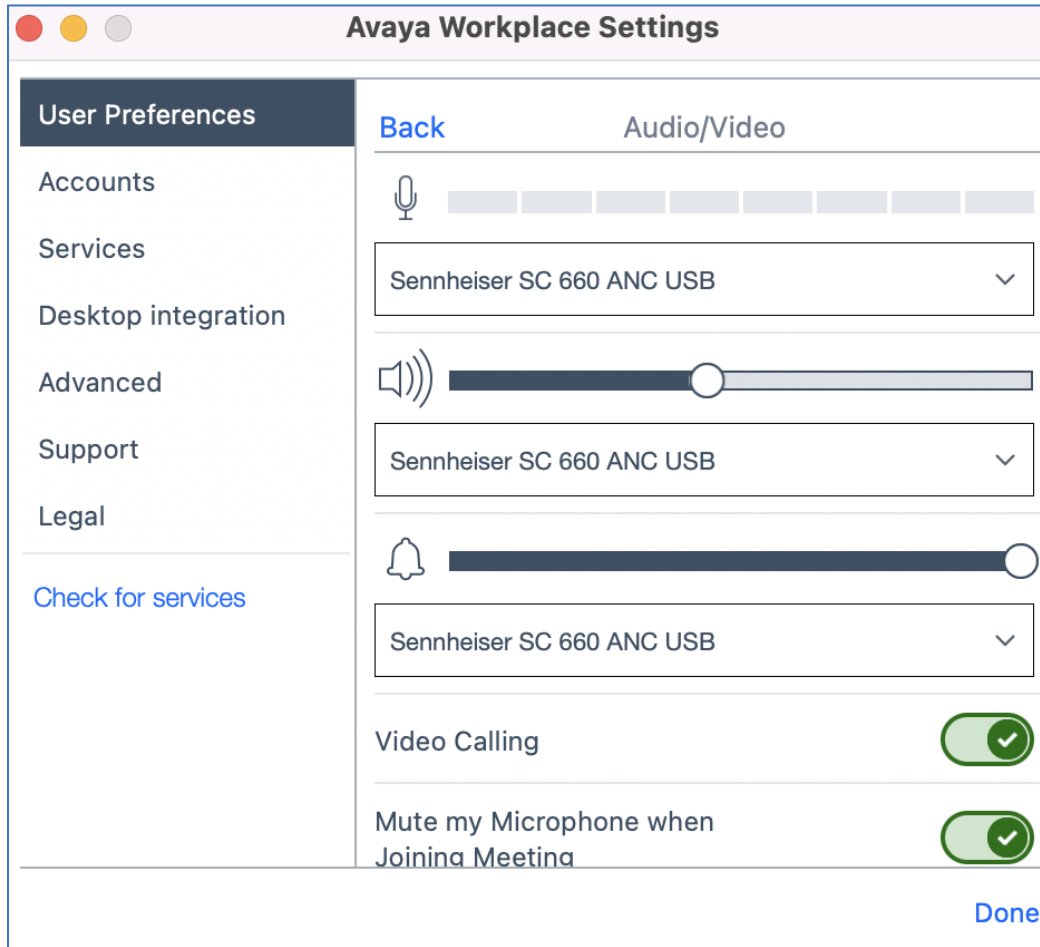 Avaya Workplace Settings
User Preferences
Accounts
Services
Desktop integration
Advanced
Support
Legal
Check for services
Back
Audio/Video
Sennheiser SC 660 ANC USB
Sennheiser SC 660 ANC USB
Sennheiser SC 660 ANC USB
Video Calling
Mute my Microphone when
Joining Meeting
Done